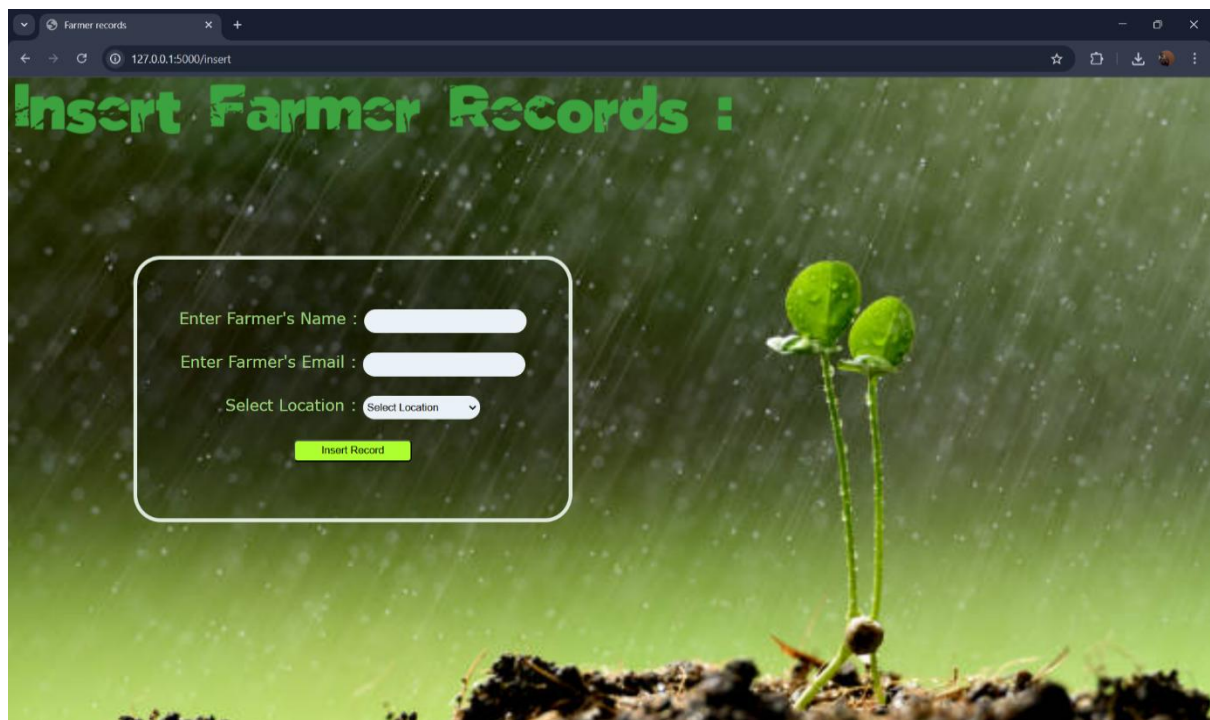 Farmer records
127.0.0.1:5000/insert
Insert Farmer Records :
Enter Farmer's Name :
Enter Farmer's Email :
Select Location : Select Location
Insert Record